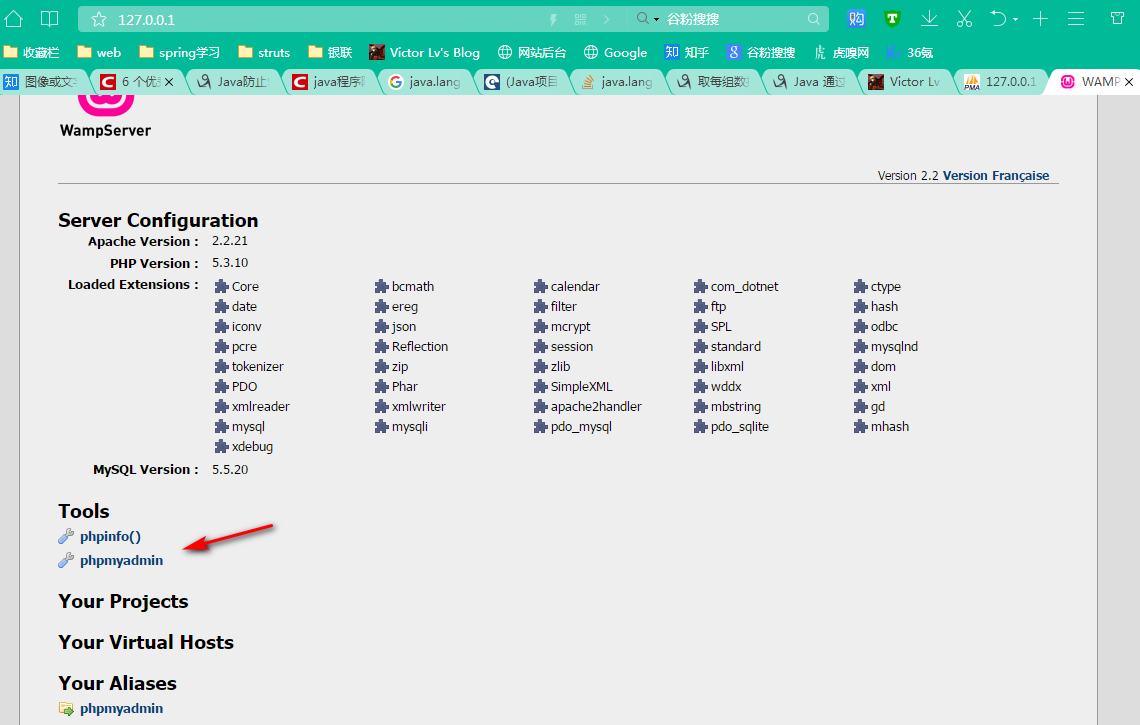 127.0.0.1 谷粉搜搜 购 T
收藏栏 web spring学习 struts 银联 Victor Lv's Blog 网站后台 Google 知 知乎 8 谷粉搜搜 虎嗅网 36氪
知 图像或文 C 6 个优 Java防止 C java程序 G java.lang C (Java项目 java.lang 取每组数 Java 通过 Victor Lv PMA 127.0.0.1 WAMP
WampServer
Version 2.2 Version Française
Server Configuration
Apache Version : 2.2.21
PHP Version : 5.3.10
Loaded Extensions : Core bcmath calendar com_dotnet ctype
date ereg filter ftp hash
iconv json mcrypt SPL odbc
pcre Reflection session standard mysqlnd
tokenizer zip zlib libxml dom
PDO Phar SimpleXML wddx xml
xmlreader xmlwriter apache2handler mbstring gd
mysql mysqli pdo_mysql pdo_sqlite mhash
xdebug
MySQL Version : 5.5.20
Tools
phpinfo()
phpmyadmin
Your Projects
Your Virtual Hosts
Your Aliases
phpmyadmin